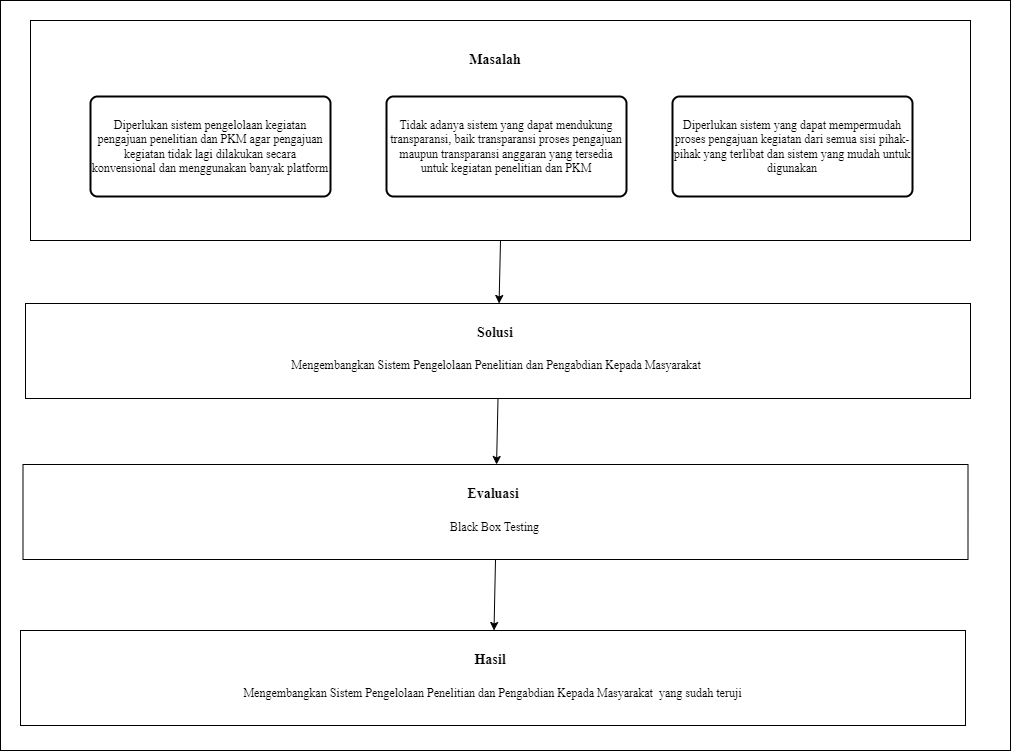 Masalah
Diperlukan sistem pengelolaan kegiatan
pengajuan penelitian dan PKM agar pengajuan
kegiatan tidak lagi dilakukan secara
konvensional dan menggunakan banyak platform
Tidak adanya sistem yang dapat mendukung
transparansi, baik transparansi proses pengajuan
maupun transparansi anggaran yang tersedia
untuk kegiatan penelitian dan PKM
Diperlukan sistem yang dapat mempermudah
proses pengajuan kegiatan dari semua sisi pihak-
pihak yang terlibat dan sistem yang mudah untuk
digunakan
Solusi
Mengembangkan Sistem Pengelolaan Penelitian dan Pengabdian Kepada Masyarakat
Evaluasi
Black Box Testing
Hasil
Mengembangkan Sistem Pengelolaan Penelitian dan Pengabdian Kepada Masyarakat  yang sudah teruji